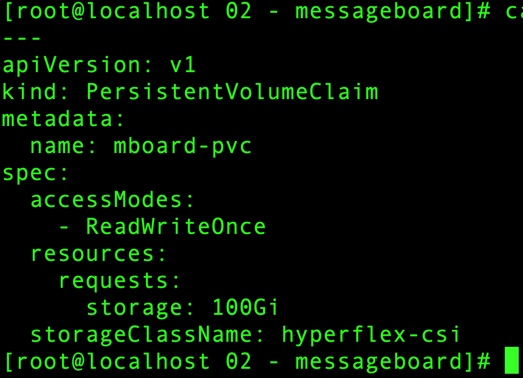 [root@localhost 02 - messageboard]#
---
apiVersion: v1
kind: PersistentVolumeClaim
metadata:
  name: mboard-pvc
spec:
  accessModes:
    - ReadWriteOnce
  resources:
    requests:
      storage: 100Gi
  storageClassName: hyperflex-csi
[root@localhost 02 - messageboard]#